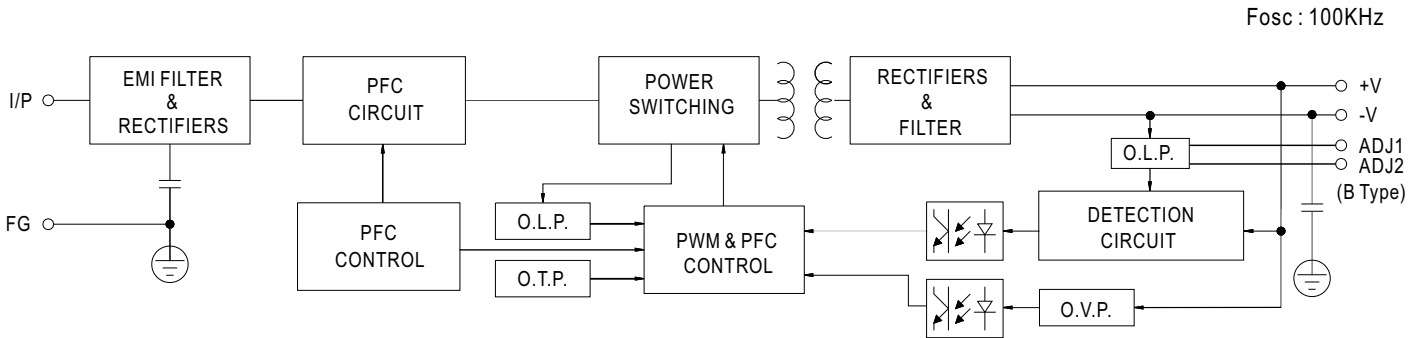 Fosc : 100KHz
I/P
EMI FILTER
&
RECTIFIERS
PFC
CIRCUIT
POWER
SWITCHING
RECTIFIERS
&
FILTER
+V
-V
O.L.P.
ADJ1
ADJ2
(B Type)
FG
PFC
CONTROL
O.L.P.
O.T.P.
PWM & PFC
CONTROL
DETECTION
CIRCUIT
O.V.P.